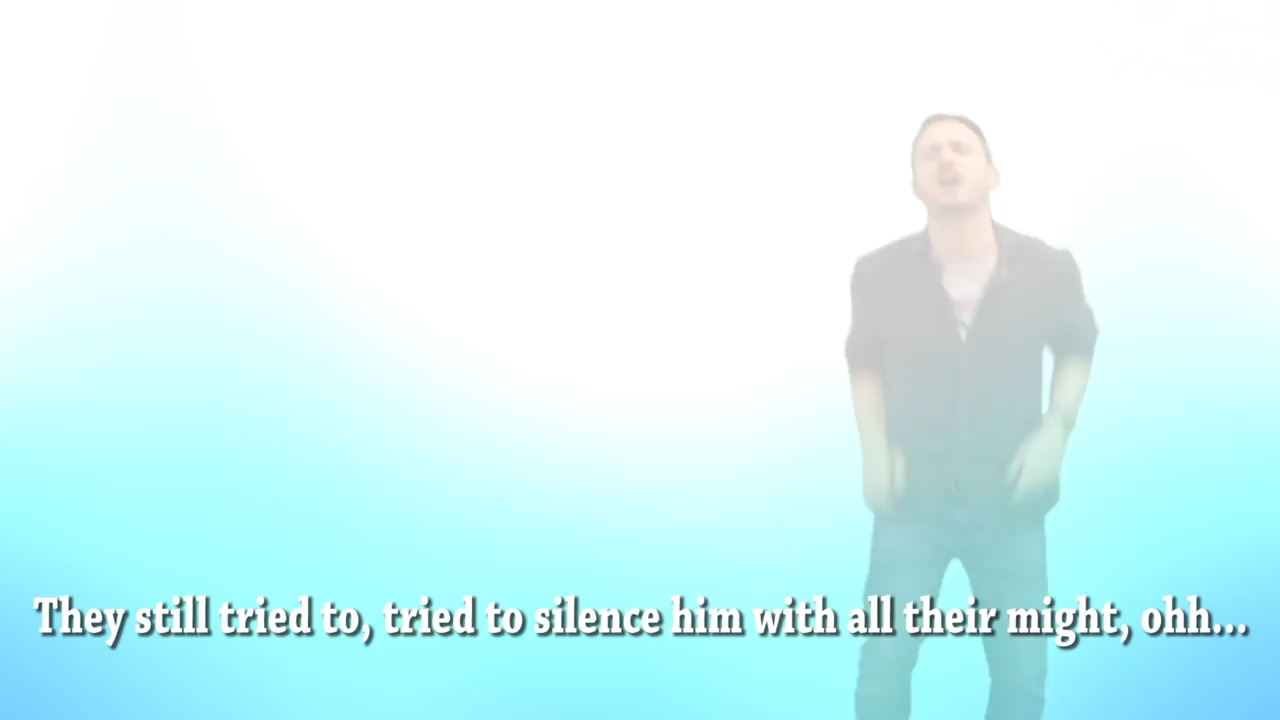 They still tried to, tried to silence him with all their might, ohh...